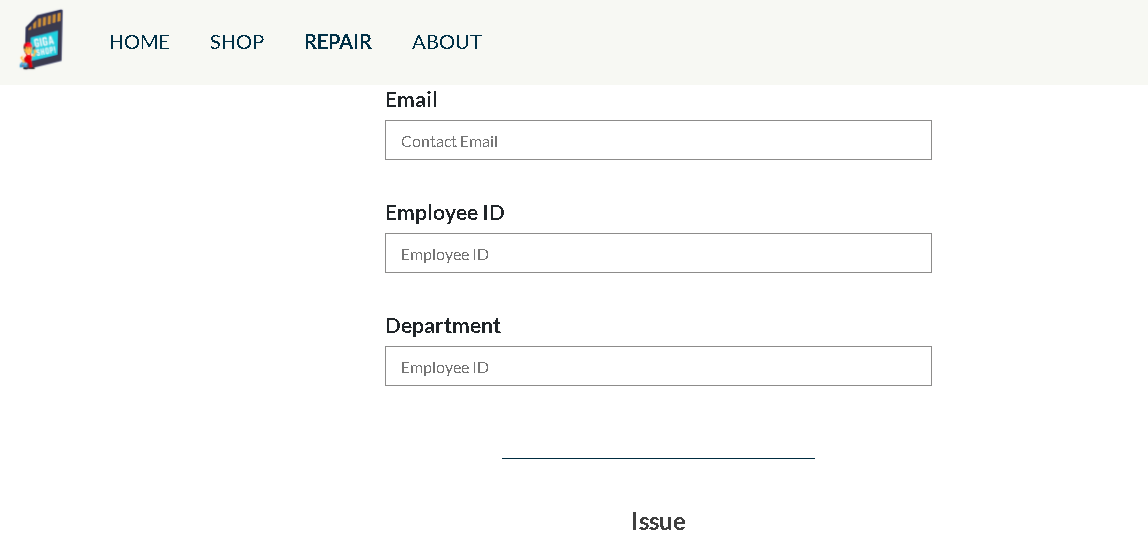 GIGA
SHOP!
HOME SHOP REPAIR ABOUT
Email
Contact Email
Employee ID
Employee ID
Department
Employee ID
Issue